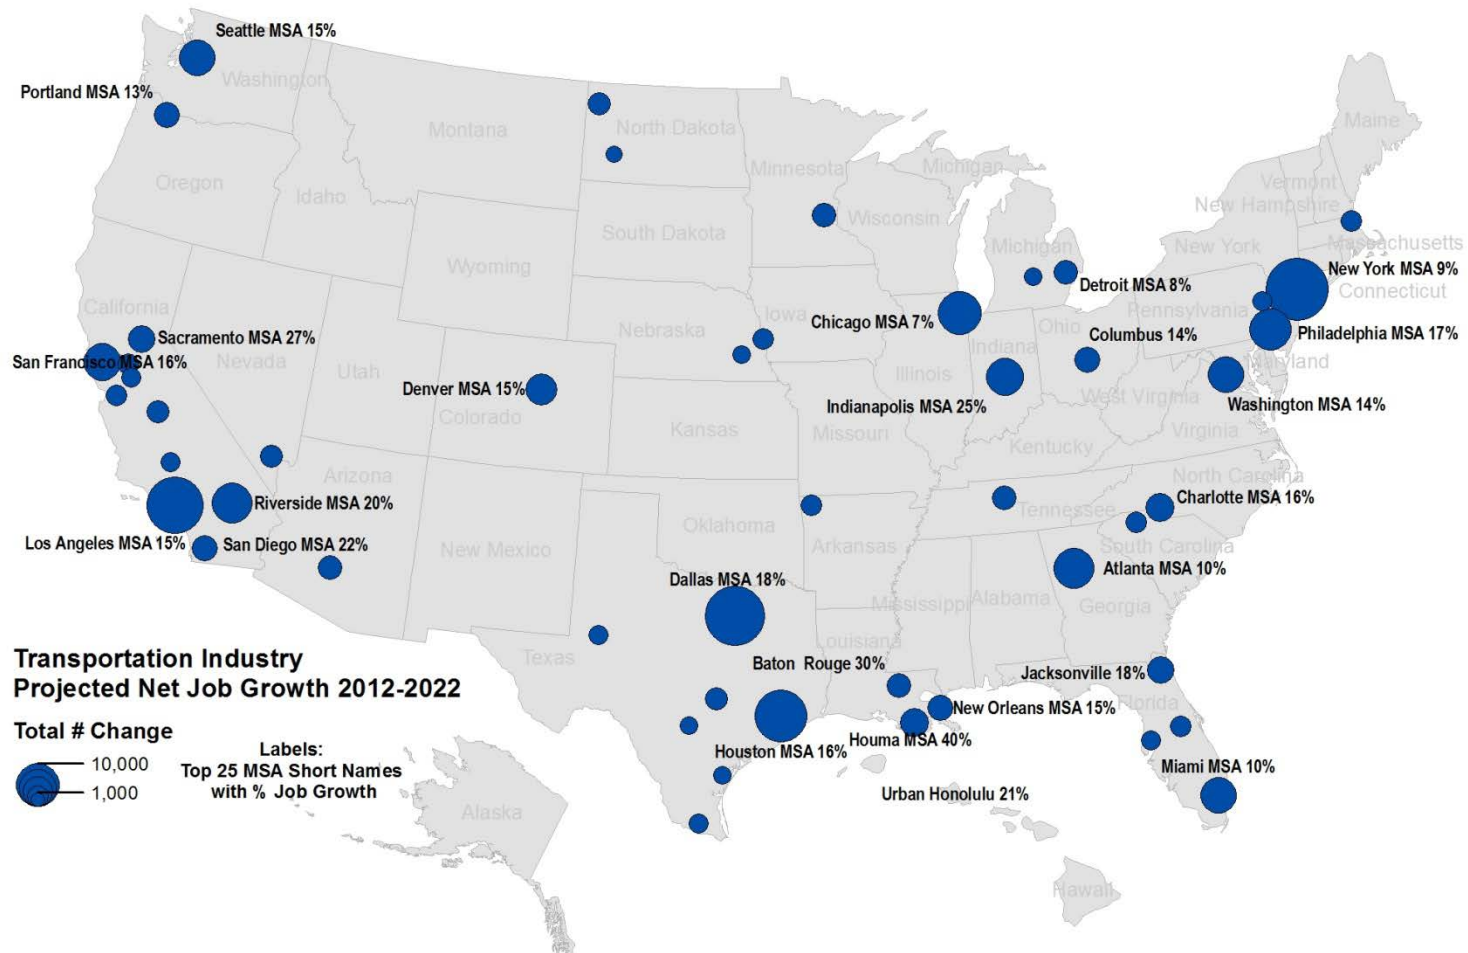 Seattle MSA 15%
Washington
Portland MSA 13%
Montana
North Dakota
Minnesota
Michigan
Maine
Oregon
Idaho
Wisconsin
Vermont
New Hampshire
South Dakota
Michigan
New York
Massachusetts
Wyoming
New York MSA 9%
Detroit MSA 8%
Connecticut
California
Iowa
Pennsylvania
Nebraska
Chicago MSA 7%
Ohio
Columbus 14%
Philadelphia MSA 17%
Sacramento MSA 27%
Indiana
San Francisco MSA 16%
Nevada
Utah
Illinois
Maryland
Denver MSA 15%
West Virginia
Colorado
Indianapolis MSA 25%
Washington MSA 14%
Kansas
Missouri
Virginia
Kentucky
Arizona
North Carolina
Riverside MSA 20%
Charlotte MSA 16%
Tennessee
Oklahoma
Los Angeles MSA 15%
San Diego MSA 22%
New Mexico
Arkansas
South Carolina
Dallas MSA 18%
Atlanta MSA 10%
Mississippi
Alabama
Georgia
Louisiana
Transportation Industry
Projected Net Job Growth 2012-2022
Texas
Baton Rouge 30%
Jacksonville 18%
Florida
New Orleans MSA 15%
Total # Change
10,000
1,000
Labels:
Top 25 MSA Short Names
with % Job Growth
Houston MSA 16%
Houma MSA 40%
Miami MSA 10%
Urban Honolulu 21%
Alaska
Hawaii